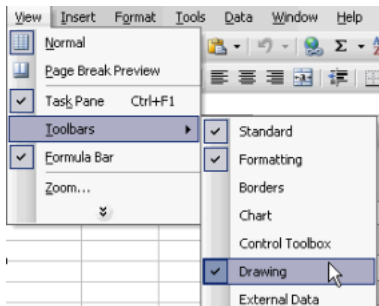 View Insert Format Tools Data Window Help
Normal
Page Break Preview
Task Pane Ctrl+F1
Toolbars
Formula Bar
Zoom...
Standard
Formatting
Borders
Chart
Control Toolbox
Drawing
External Data